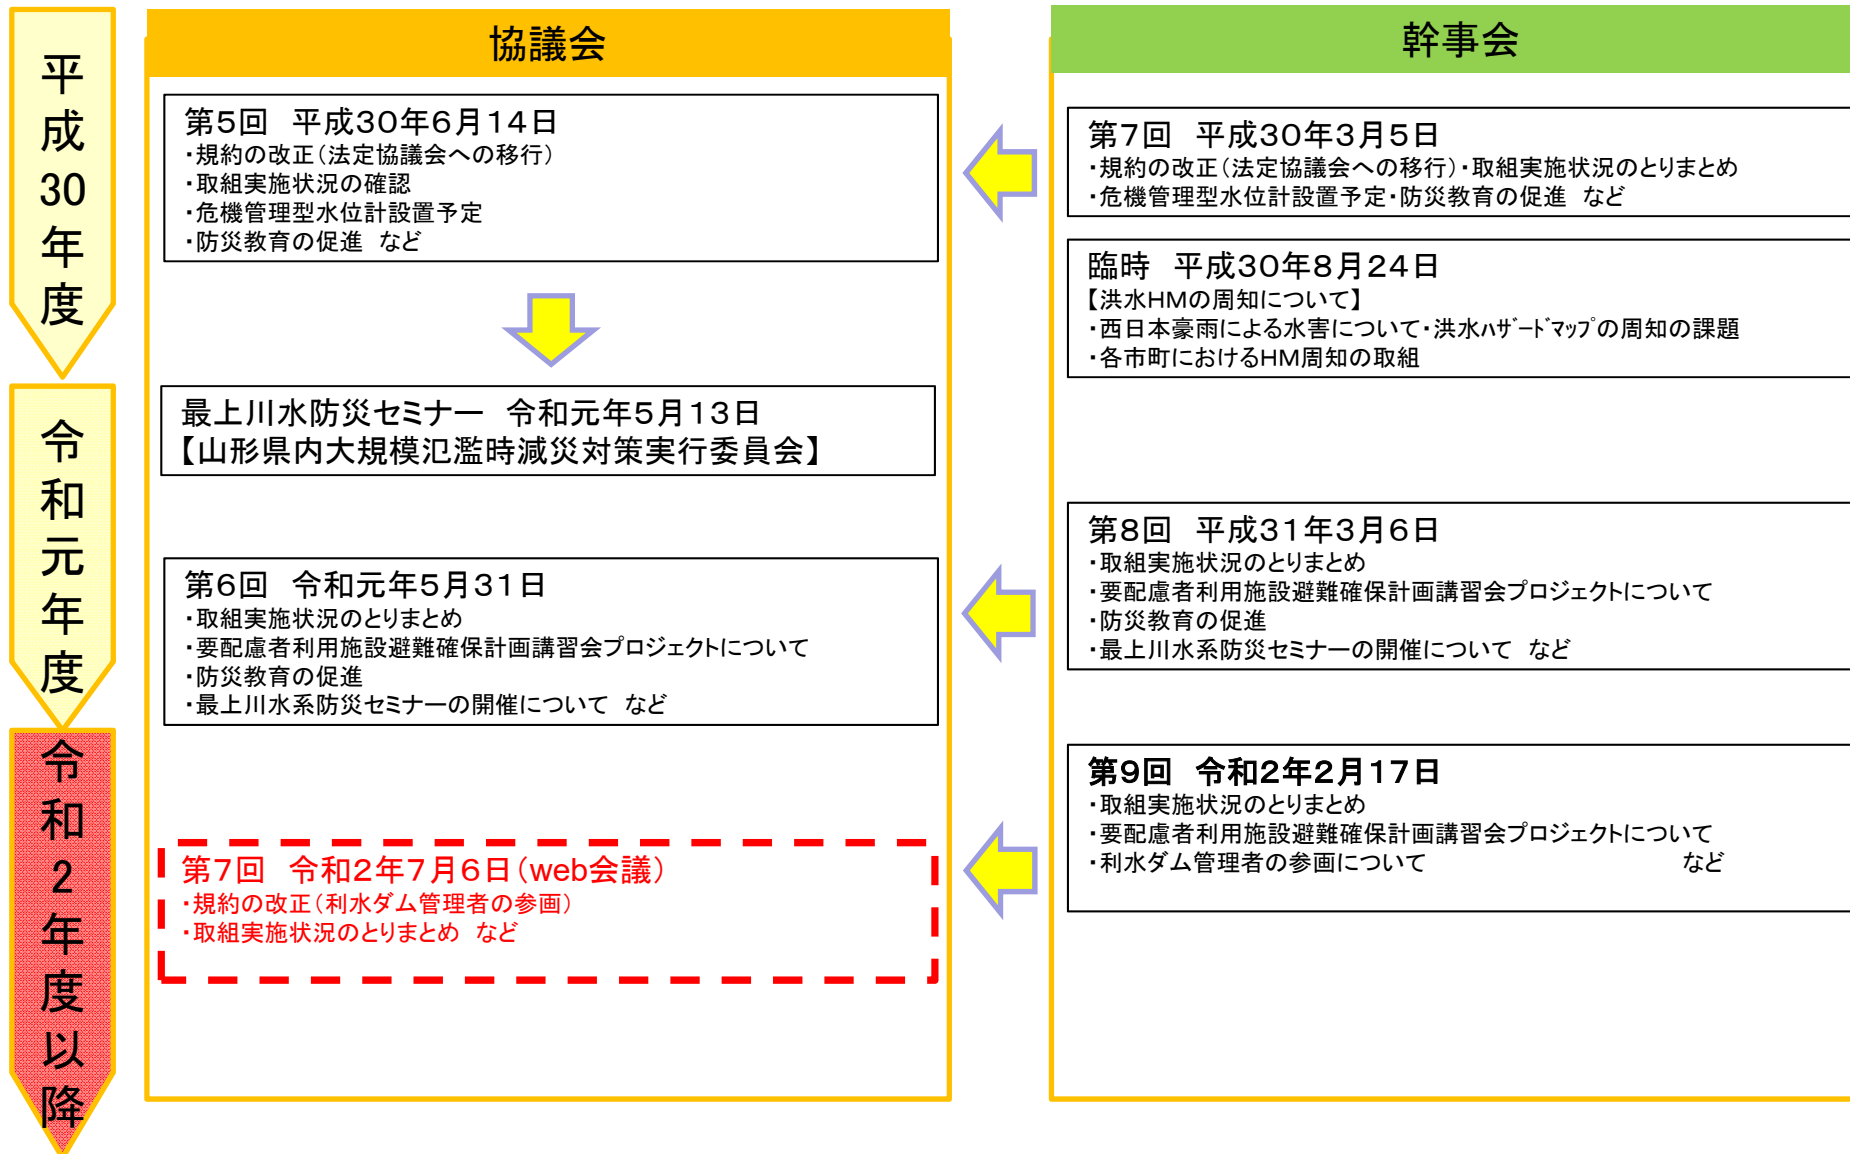 平成30年度
令和元年度
令和2年度以降
協議会
第5回　平成30年6月14日
・規約の改正（法定協議会への移行）
・取組実施状況の確認
・危機管理型水位計設置予定
・防災教育の促進　など
最上川水防災セミナー　令和元年5月13日
【山形県内大規模氾濫時減災対策実行委員会】
第6回　令和元年5月31日
・取組実施状況のとりまとめ
・要配慮者利用施設避難確保計画講習会プロジェクトについて
・防災教育の促進
・最上川水系防災セミナーの開催について　など
第7回　令和2年7月6日（web会議）
・規約の改正（利水ダム管理者の参画）
・取組実施状況のとりまとめ　など
幹事会
第7回　平成30年3月5日
・規約の改正（法定協議会への移行）・取組実施状況のとりまとめ
・危機管理型水位計設置予定・防災教育の促進　など
臨時　平成30年8月24日
【洪水HMの周知について】
・西日本豪雨による水害について・洪水ﾊｻﾞｰﾄﾞﾏｯﾌﾟの周知の課題
・各市町におけるHM周知の取組
第8回　平成31年3月6日
・取組実施状況のとりまとめ
・要配慮者利用施設避難確保計画講習会プロジェクトについて
・防災教育の促進
・最上川水系防災セミナーの開催について　など
第9回　令和2年2月17日
・取組実施状況のとりまとめ
・要配慮者利用施設避難確保計画講習会プロジェクトについて
・利水ダム管理者の参画について　など